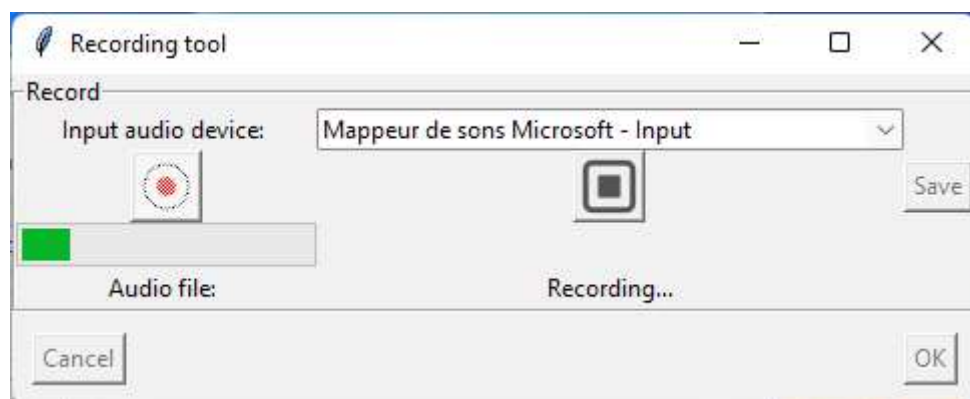 Recording tool
Record
Input audio device: Mappeur de sons Microsoft - Input
Save
Audio file: Recording...
Cancel OK